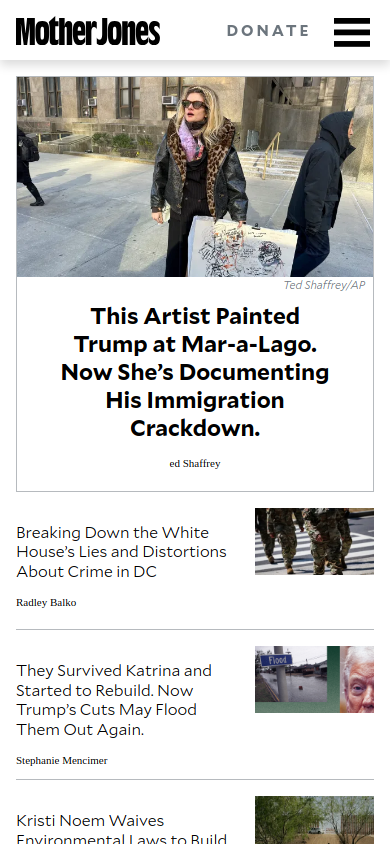 Mother Jones
DONATE
Ted Shaffrey/AP
This Artist Painted
Trump at Mar-a-Lago.
Now She's Documenting
His Immigration
Crackdown.
ed Shaffrey
Breaking Down the White
House's Lies and Distortions
About Crime in DC
Radley Balko
They Survived Katrina and
Started to Rebuild. Now
Trump's Cuts May Flood
Them Out Again.
Flood
Stephanie Mencimer
Kristi Noem Waives
Environmental Laws to Build